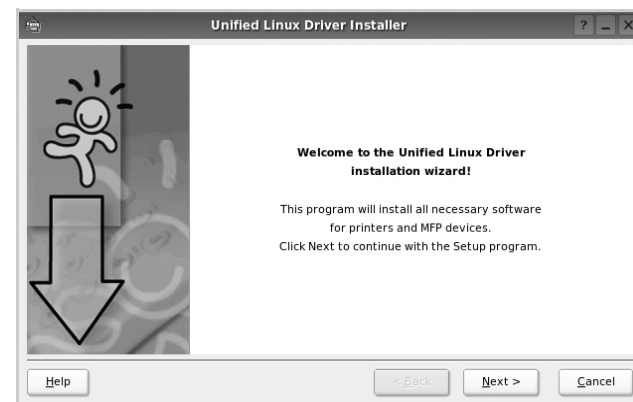 Unified Linux Driver Installer
Welcome to the Unified Linux Driver
installation wizard!
This program will install all necessary software
for printers and MFP devices.
Click Next to continue with the Setup program.
Help
< Back
Next >
Cancel